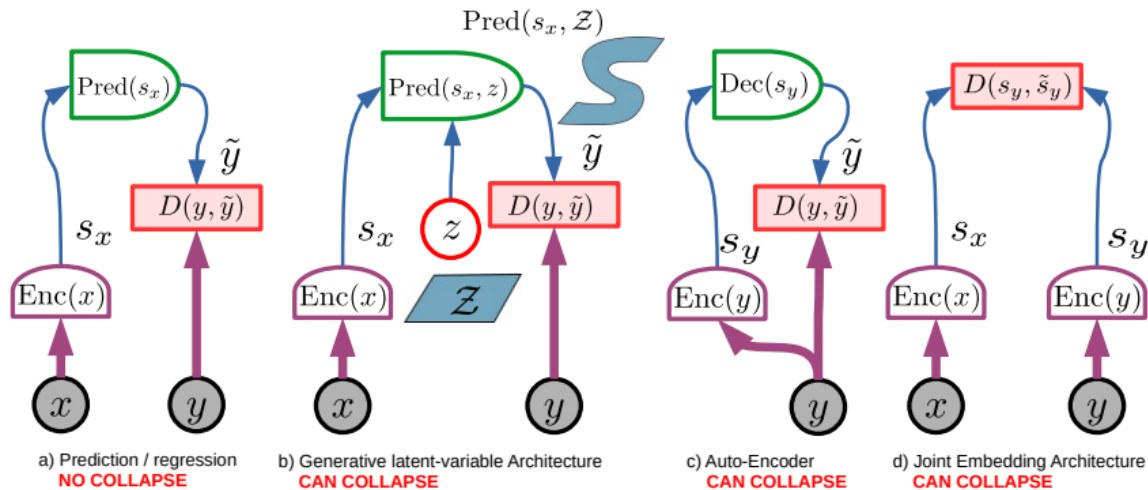 Pred(s_x)
ỹ
D(y, ỹ)
s_x
Enc(x)
x
y
a) Prediction / regression
NO COLLAPSE
Pred(s_x, Z)
Pred(s_x, z)
ỹ
D(y, ỹ)
s_x
z
Enc(x)
Z
x
y
b) Generative latent-variable Architecture
CAN COLLAPSE
Dec(s_y)
ỹ
D(y, ỹ)
s_y
Enc(y)
y
c) Auto-Encoder
CAN COLLAPSE
D(s_y, s̃_y)
s_x
s_y
Enc(x)
Enc(y)
x
y
d) Joint Embedding Architecture
CAN COLLAPSE